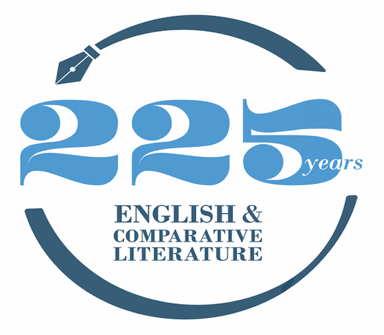 225
years
ENGLISH &
COMPARATIVE
LITERATURE